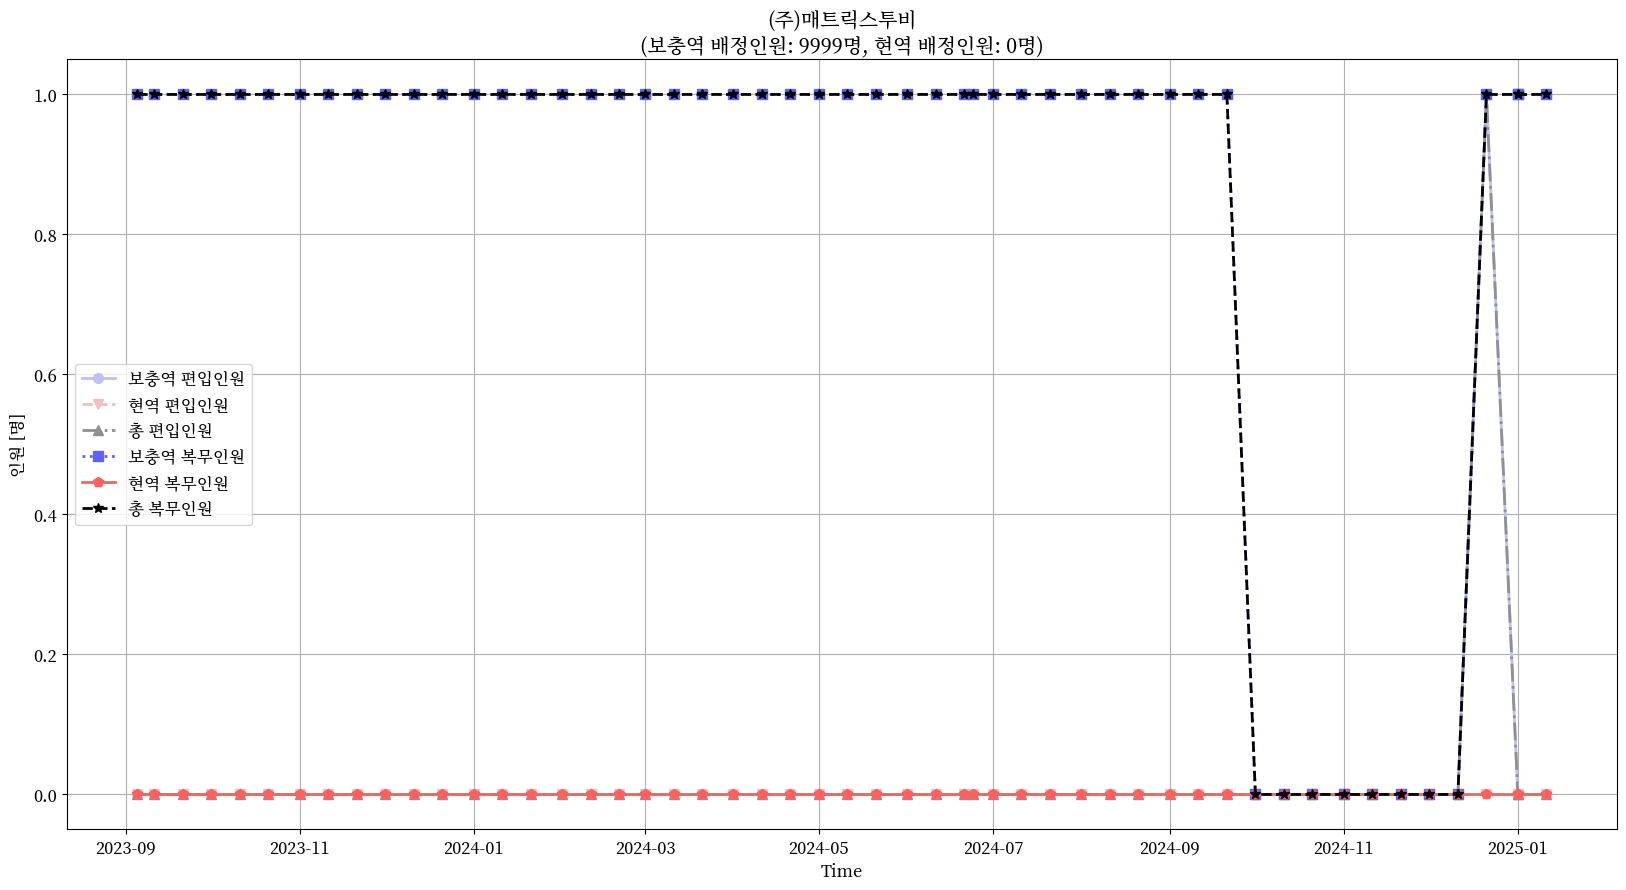 (주)매트릭스투비
(보충역 배정인원: 9999명, 현역 배정인원: 0명)
인원 [명]
1.0
0.8
0.6
0.4
0.2
0.0
보충역 편입인원
현역 편입인원
총 편입인원
보충역 복무인원
현역 복무인원
총 복무인원
2023-09
2023-11
2024-01
2024-03
2024-05
2024-07
2024-09
2024-11
2025-01
Time